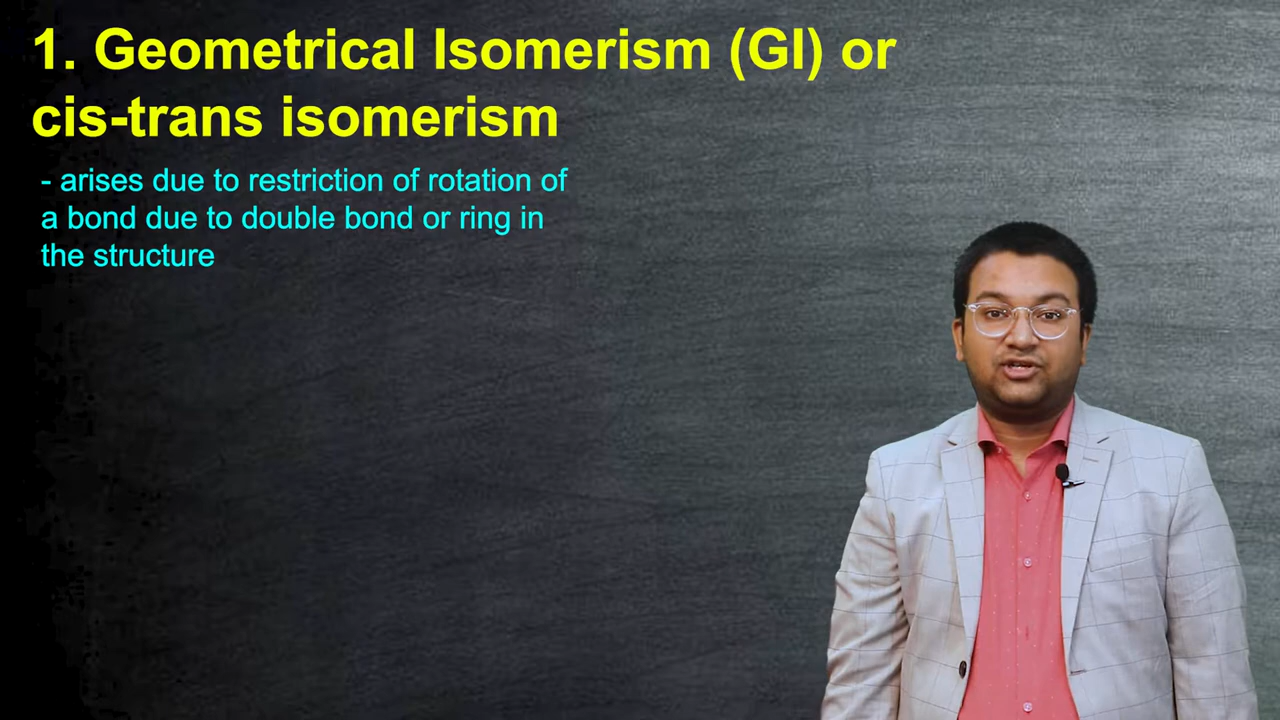 1. Geometrical Isomerism (GI) or
cis-trans isomerism
- arises due to restriction of rotation of
a bond due to double bond or ring in
the structure